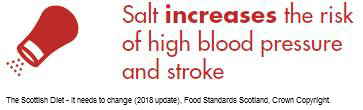 Salt increases the risk
of high blood pressure
and stroke
The Scottish Diet - It needs to change (2018 update), Food Standards Scotland, Crown Copyright.